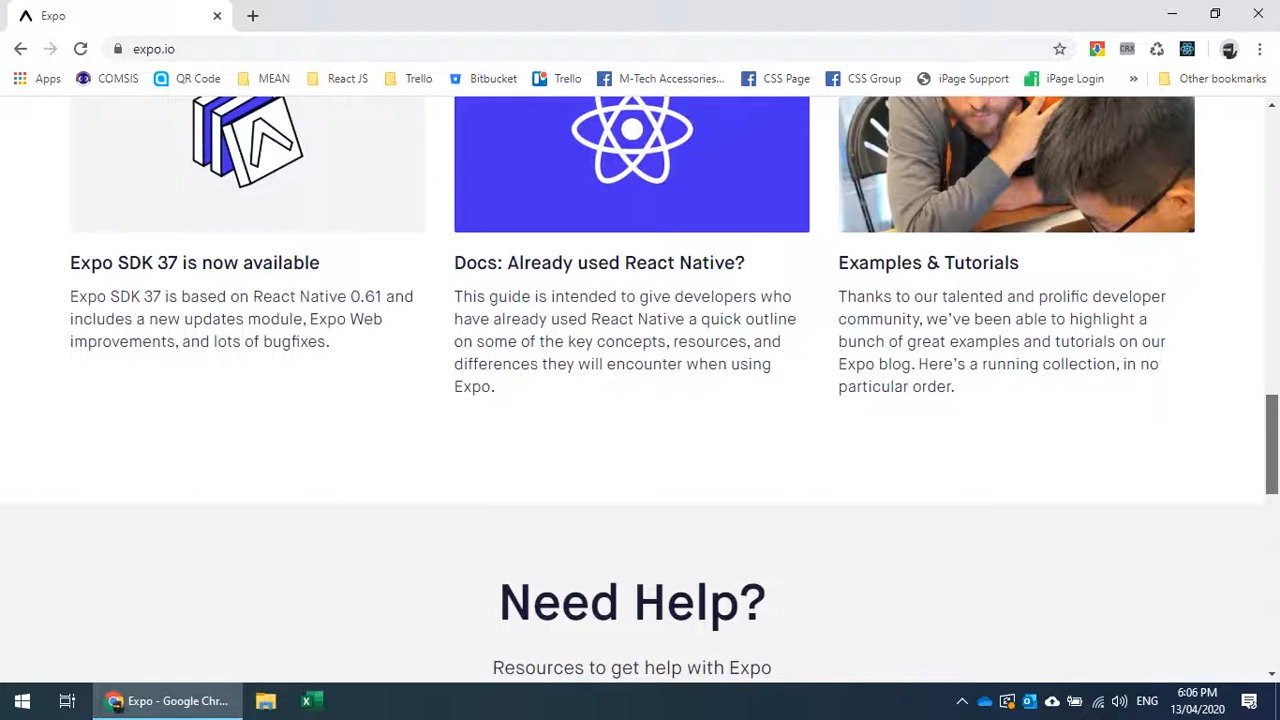 Expo
expo.io
Apps
COMSIS
QR Code
MEAN
React JS
Trello
Bitbucket
Trello
M-Tech Accessories...
CSS Page
CSS Group
iPage Support
iPage Login
»
Other bookmarks
CRX
Expo SDK 37 is now available
Expo SDK 37 is based on React Native 0.61 and
includes a new updates module, Expo Web
improvements, and lots of bugfixes.
Docs: Already used React Native?
This guide is intended to give developers who
have already used React Native a quick outline
on some of the key concepts, resources, and
differences they will encounter when using
Expo.
Examples & Tutorials
Thanks to our talented and prolific developer
community, we've been able to highlight a
bunch of great examples and tutorials on our
Expo blog. Here's a running collection, in no
particular order.
Need Help?
Resources to get help with Expo
Expo - Google Chr...
ENG
6:06 PM
13/04/2020